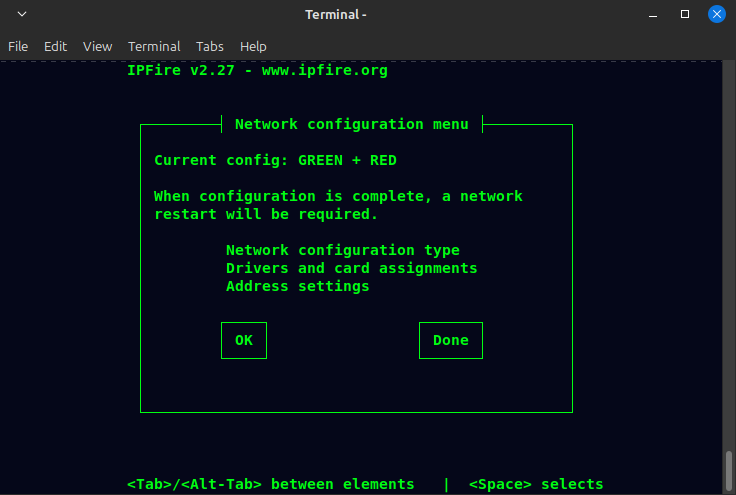 Terminal -
File Edit View Terminal Tabs Help
IPFire v2.27 - www.ipfire.org
Network configuration menu
Current config: GREEN + RED
When configuration is complete, a network
restart will be required.
Network configuration type
Drivers and card assignments
Address settings
OK Done
<Tab>/<Alt-Tab> between elements | <Space> selects